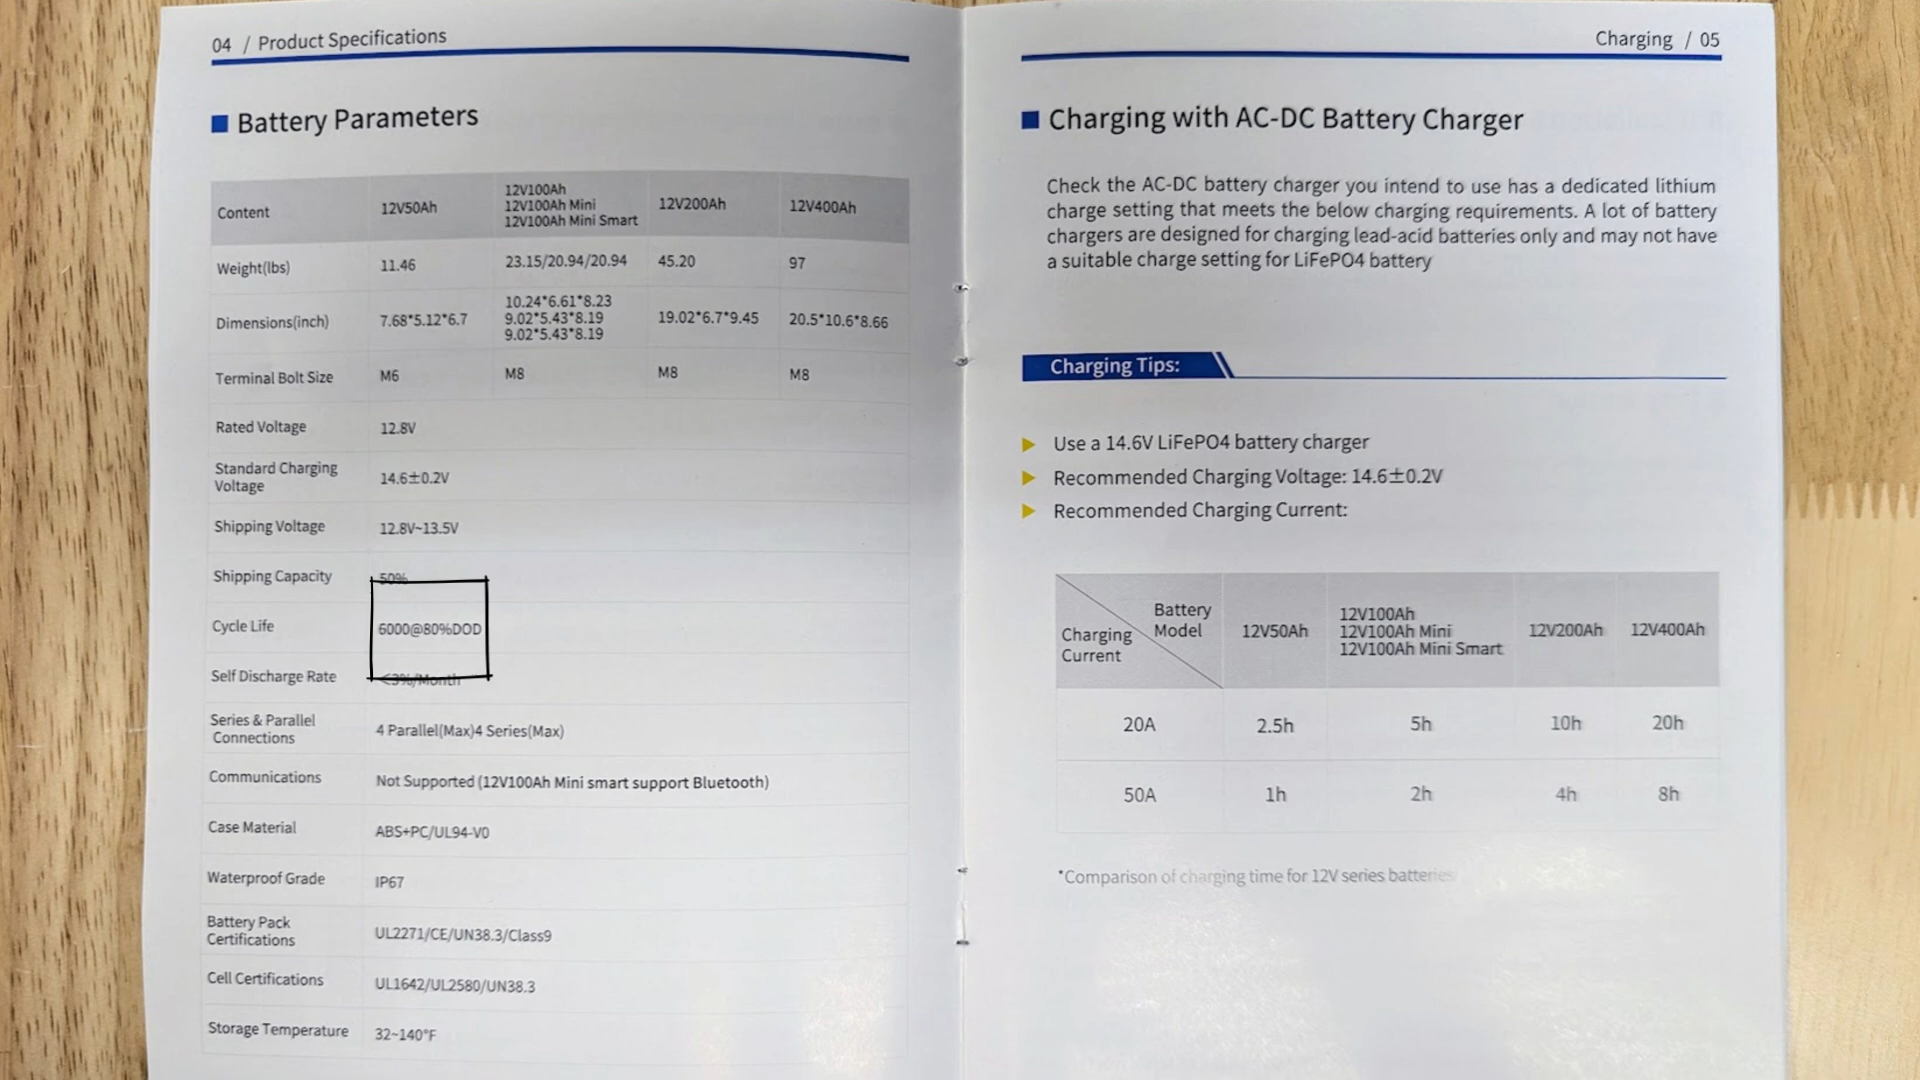 04 / Product Specifications
Battery Parameters
Content 12V50Ah 12V100Ah 12V100Ah Mini 12V100Ah Mini Smart 12V200Ah 12V400Ah
Weight(lbs) 11.46 23.15/20.94/20.94 45.20 97
Dimensions(inch) 7.68*5.12*6.7 10.24*6.61*8.23 9.02*5.43*8.19 9.02*5.43*8.19 19.02*6.7*9.45 20.5*10.6*8.66
Terminal Bolt Size M6 M8 M8 M8
Rated Voltage 12.8V
Standard Charging Voltage 14.6±0.2V
Shipping Voltage 12.8V~13.5V
Shipping Capacity 50%
Cycle Life 6000@80%DOD
Self Discharge Rate <3%/Month
Series & Parallel Connections 4 Parallel(Max)4 Series(Max)
Communications Not Supported (12V100Ah Mini smart support Bluetooth)
Case Material ABS+PC/UL94-V0
Waterproof Grade IP67
Battery Pack Certifications UL2271/CE/UN38.3/Class9
Cell Certifications UL1642/UL2580/UN38.3
Storage Temperature 32~140°F
Charging / 05
Charging with AC-DC Battery Charger
Check the AC-DC battery charger you intend to use has a dedicated lithium
charge setting that meets the below charging requirements. A lot of battery
chargers are designed for charging lead-acid batteries only and may not have
a suitable charge setting for LiFePO4 battery
Charging Tips:
Use a 14.6V LiFePO4 battery charger
Recommended Charging Voltage: 14.6±0.2V
Recommended Charging Current:
Battery Model Charging Current 12V50Ah 12V100Ah 12V100Ah Mini 12V100Ah Mini Smart 12V200Ah 12V400Ah
20A 2.5h 5h 10h 20h
50A 1h 2h 4h 8h
*Comparison of charging time for 12V series batteries